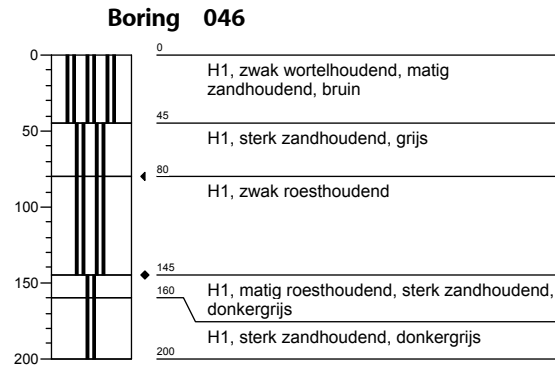 Boring 046
0
0
H1, zwak wortelhoudend, matig
zandhoudend, bruin
45
50
H1, sterk zandhoudend, grijs
80
H1, zwak roesthoudend
100
145
150
H1, matig roesthoudend, sterk zandhoudend,
donkergrijs
160
H1, sterk zandhoudend, donkergrijs
200
200